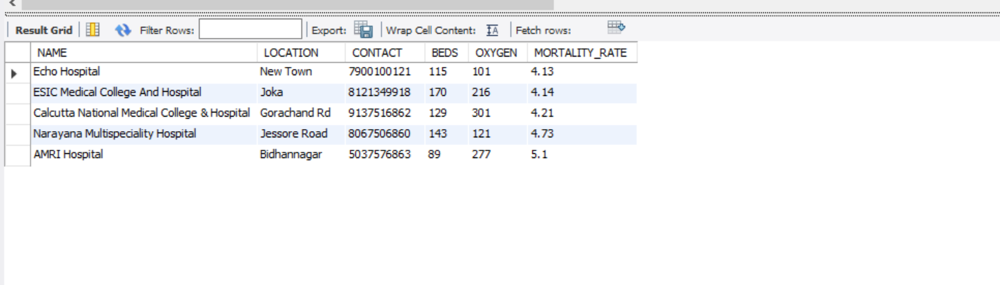 Result Grid Filter Rows: Export: Wrap Cell Content: IA Fetch rows:
NAME LOCATION CONTACT BEDS OXYGEN MORTALITY_RATE
Echo Hospital New Town 7900100121 115 101 4.13
ESIC Medical College And Hospital Joka 8121349918 170 216 4.14
Calcutta National Medical College & Hospital Gorachand Rd 9137516862 129 301 4.21
Narayana Multispeciality Hospital Jessore Road 8067506860 143 121 4.73
AMRI Hospital Bidhannagar 5037576863 89 277 5.1